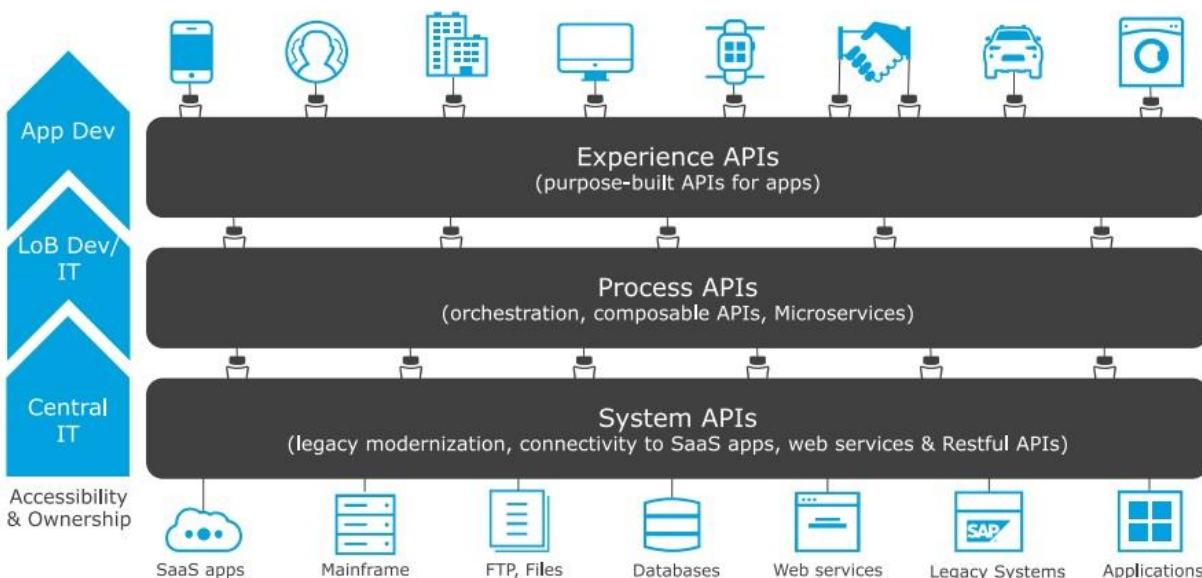 App Dev
LoB Dev/
IT
Central
IT
Accessibility
& Ownership
Experience APIs
(purpose-built APIs for apps)
Process APIs
(orchestration, composable APIs, Microservices)
System APIs
(legacy modernization, connectivity to SaaS apps, web services & Restful APIs)
SAP
SaaS apps
Mainframe
FTP, Files
Databases
Web services
Legacy Systems
Applications